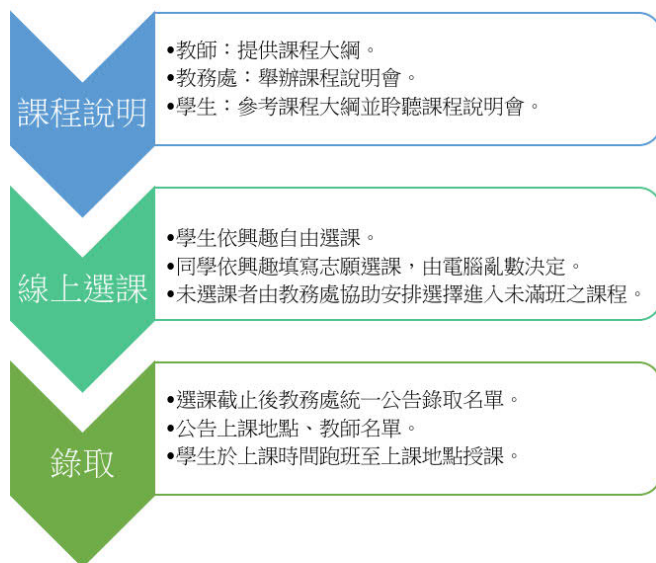 課程說明
•教師：提供課程大綱。
•教務處：舉辦課程說明會。
•學生：參考課程大綱並聆聽課程說明會。
線上選課
•學生依興趣自由選課。
•同學依興趣填寫志願選課，由電腦亂數決定。
•未選課者由教務處協助安排選擇進入未滿班之課程。
錄取
•選課截止後教務處統一公告錄取名單。
•公告上課地點、教師名單。
•學生於上課時間跑班至上課地點授課。